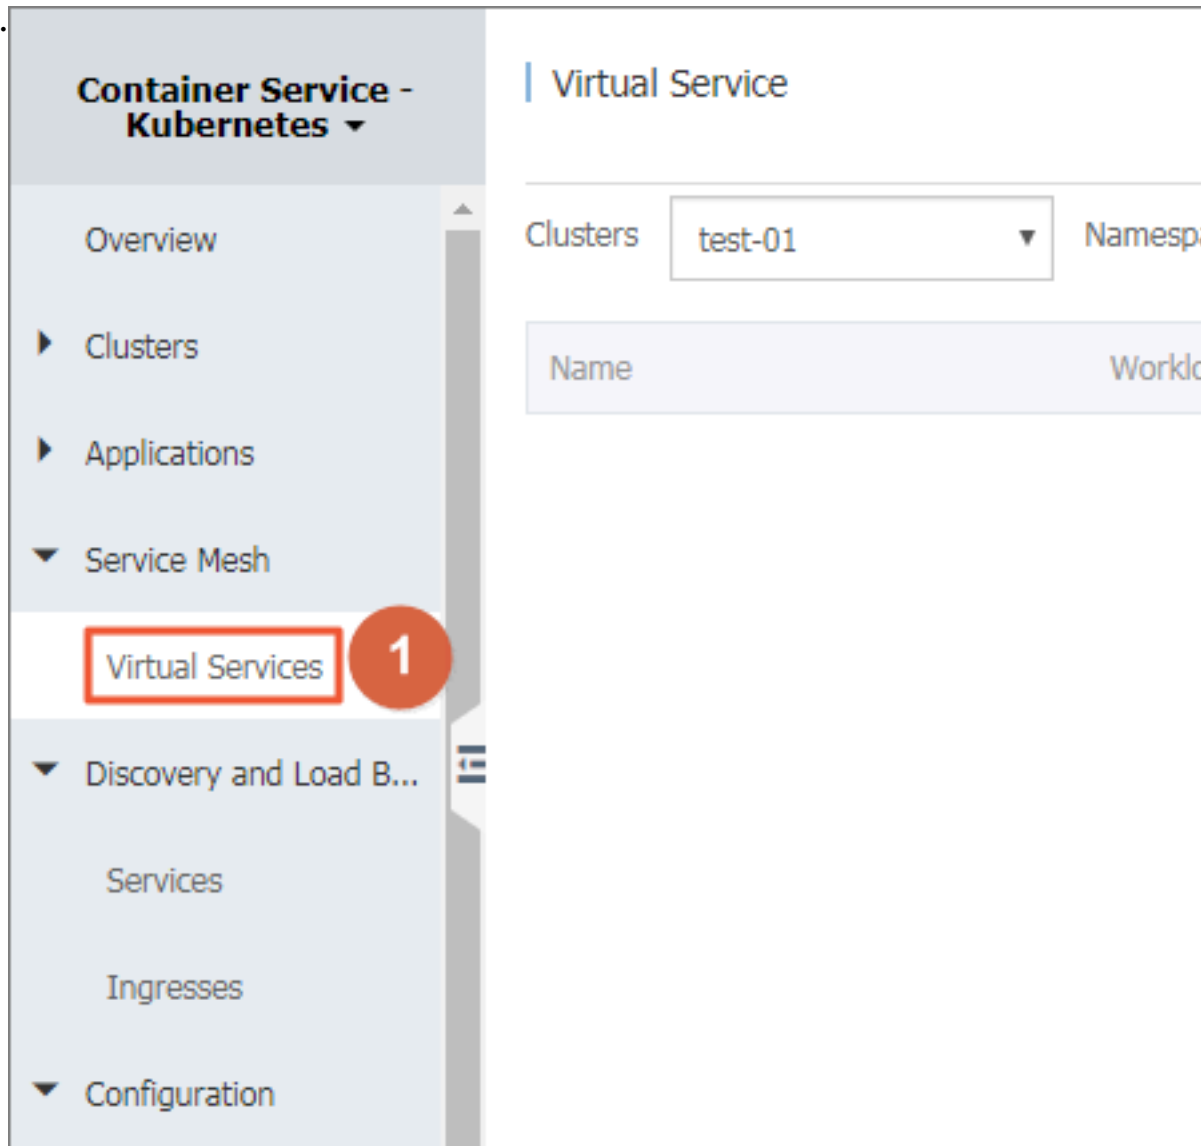 Container Service -
Kubernetes
Overview
Clusters
Applications
Service Mesh
Virtual Services
1
Discovery and Load B...
Services
Ingresses
Configuration
Virtual Service
Clusters test-01
Name